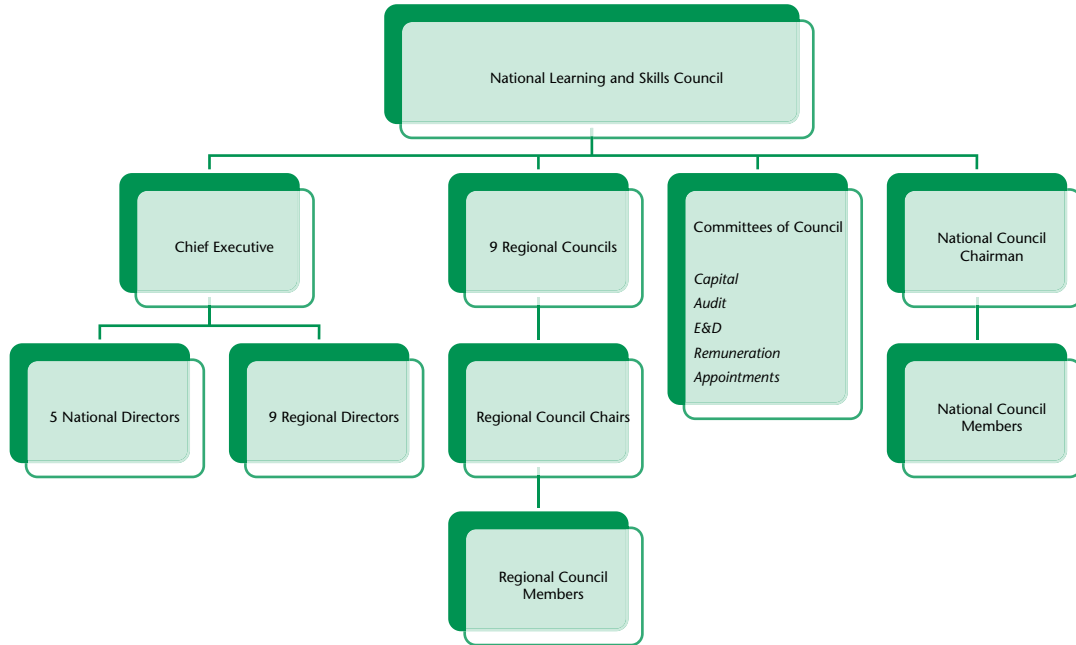 National Learning and Skills Council
Chief Executive
9 Regional Councils
Committees of Council
Capital
Audit
E&D
Remuneration
Appointments
National Council
Chairman
5 National Directors
9 Regional Directors
Regional Council Chairs
National Council
Members
Regional Council
Members